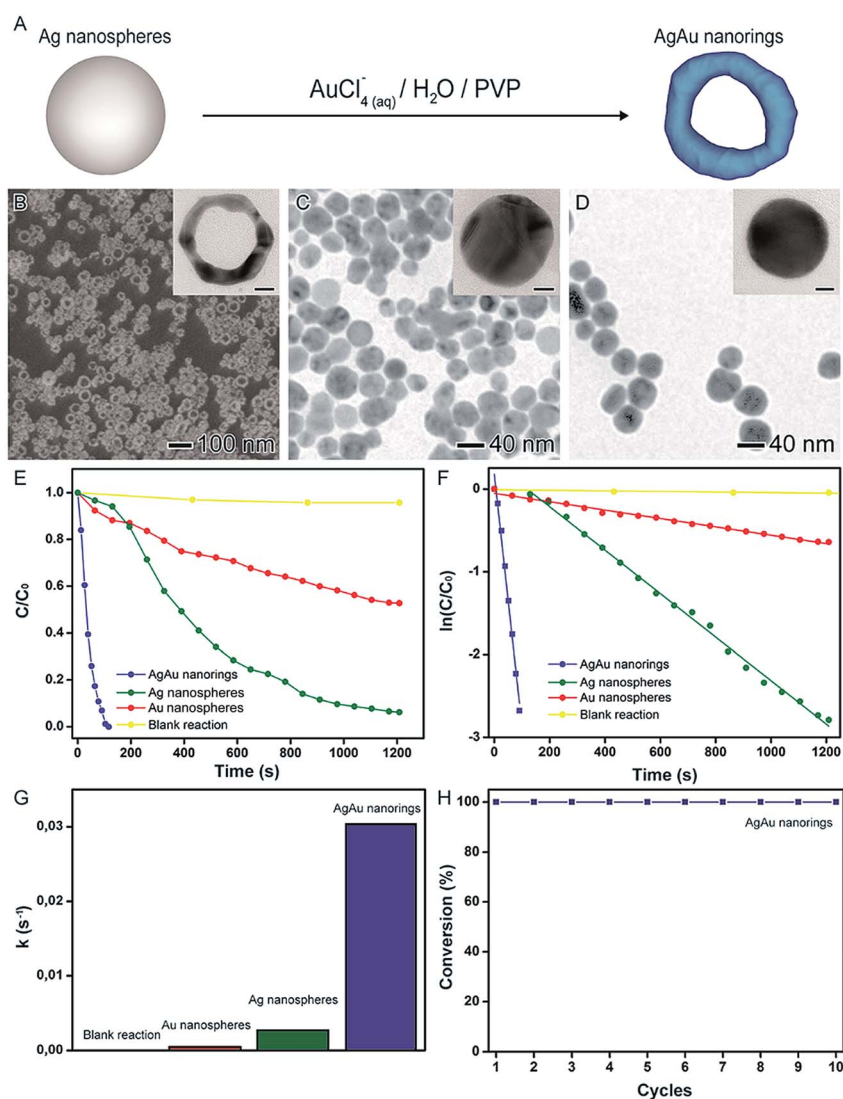 A
Ag nanospheres
AgAu nanorings
AuCl₄⁻ (aq) / H₂O / PVP
B
100 nm
C
40 nm
D
40 nm
E
C/C₀
1.0
0.8
0.6
0.4
0.2
0.0
AgAu nanorings
Ag nanospheres
Au nanospheres
Blank reaction
0 200 400 600 800 1000 1200
Time (s)
F
ln(C/C₀)
0
-1
-2
-3
AgAu nanorings
Ag nanospheres
Au nanospheres
Blank reaction
0 200 400 600 800 1000 1200
Time (s)
G
k (s⁻¹)
0,03
0,02
0,01
0,00
AgAu nanorings
Ag nanospheres
Au nanospheres
Blank reaction
H
Conversion (%)
100
80
60
40
20
0
AgAu nanorings
1 2 3 4 5 6 7 8 9 10
Cycles